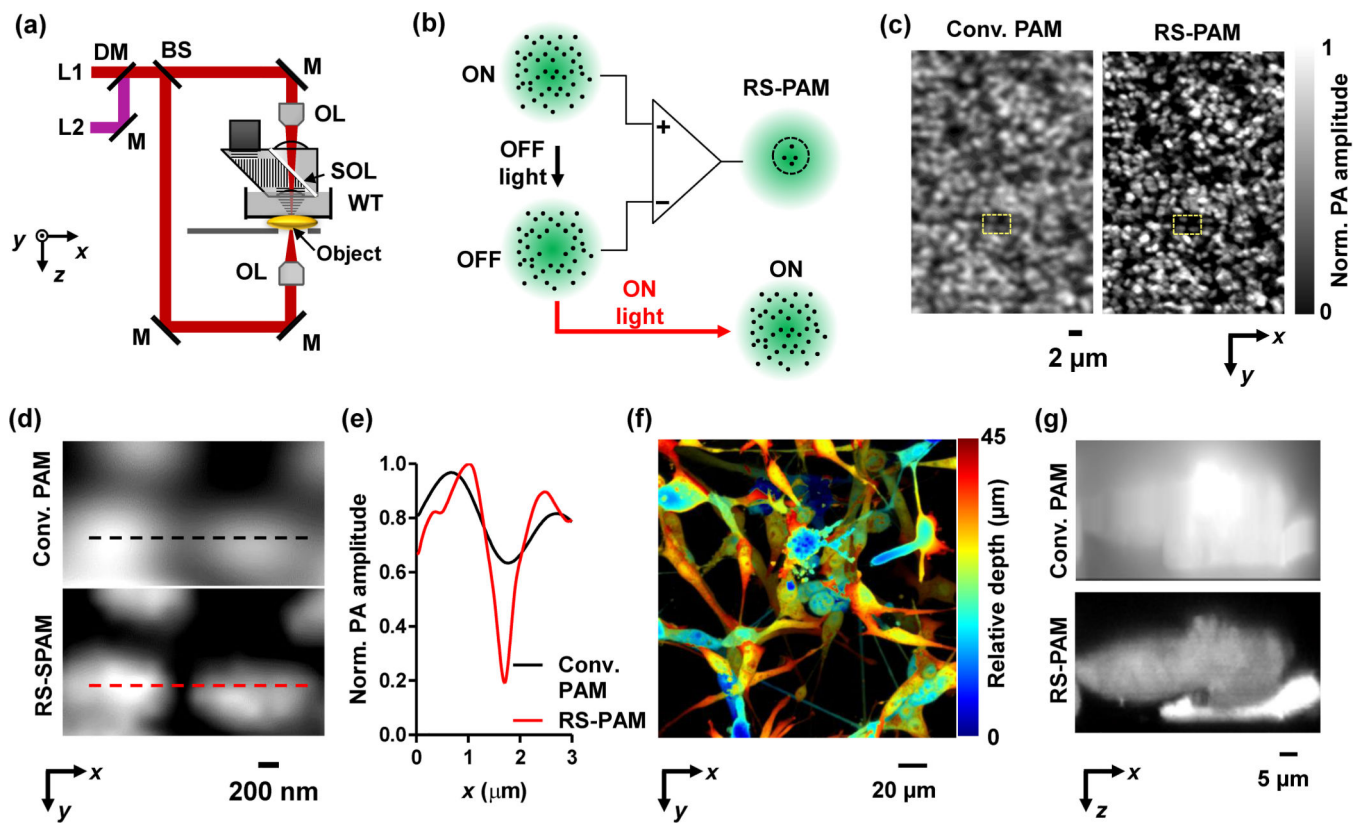 (a)
DM
BS
L1
M
L2
M
OL
SOL
WT
y
x
z
Object
OL
M
M
(b)
ON
RS-PAM
+
OFF
light
−
OFF
ON
light
ON
(c)
Conv. PAM
RS-PAM
1
Norm. PA amplitude
0
2 μm
x
y
(d)
Conv. PAM
RS-SPAM
x
y
200 nm
(e)
Norm. PA amplitude
1.0
0.8
0.6
0.4
0.2
0.0
Conv.
PAM
RS-PAM
0
1
2
3
x (μm)
(f)
45
Relative depth (μm)
0
x
y
20 μm
(g)
Conv. PAM
RS-PAM
x
z
5 μm